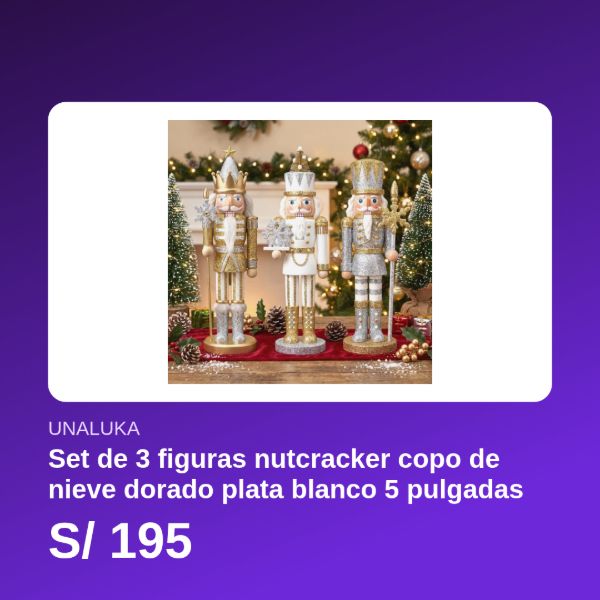 UNALUKA
Set de 3 figuras nutcracker copo de
nieve dorado plata blanco 5 pulgadas
S/ 195